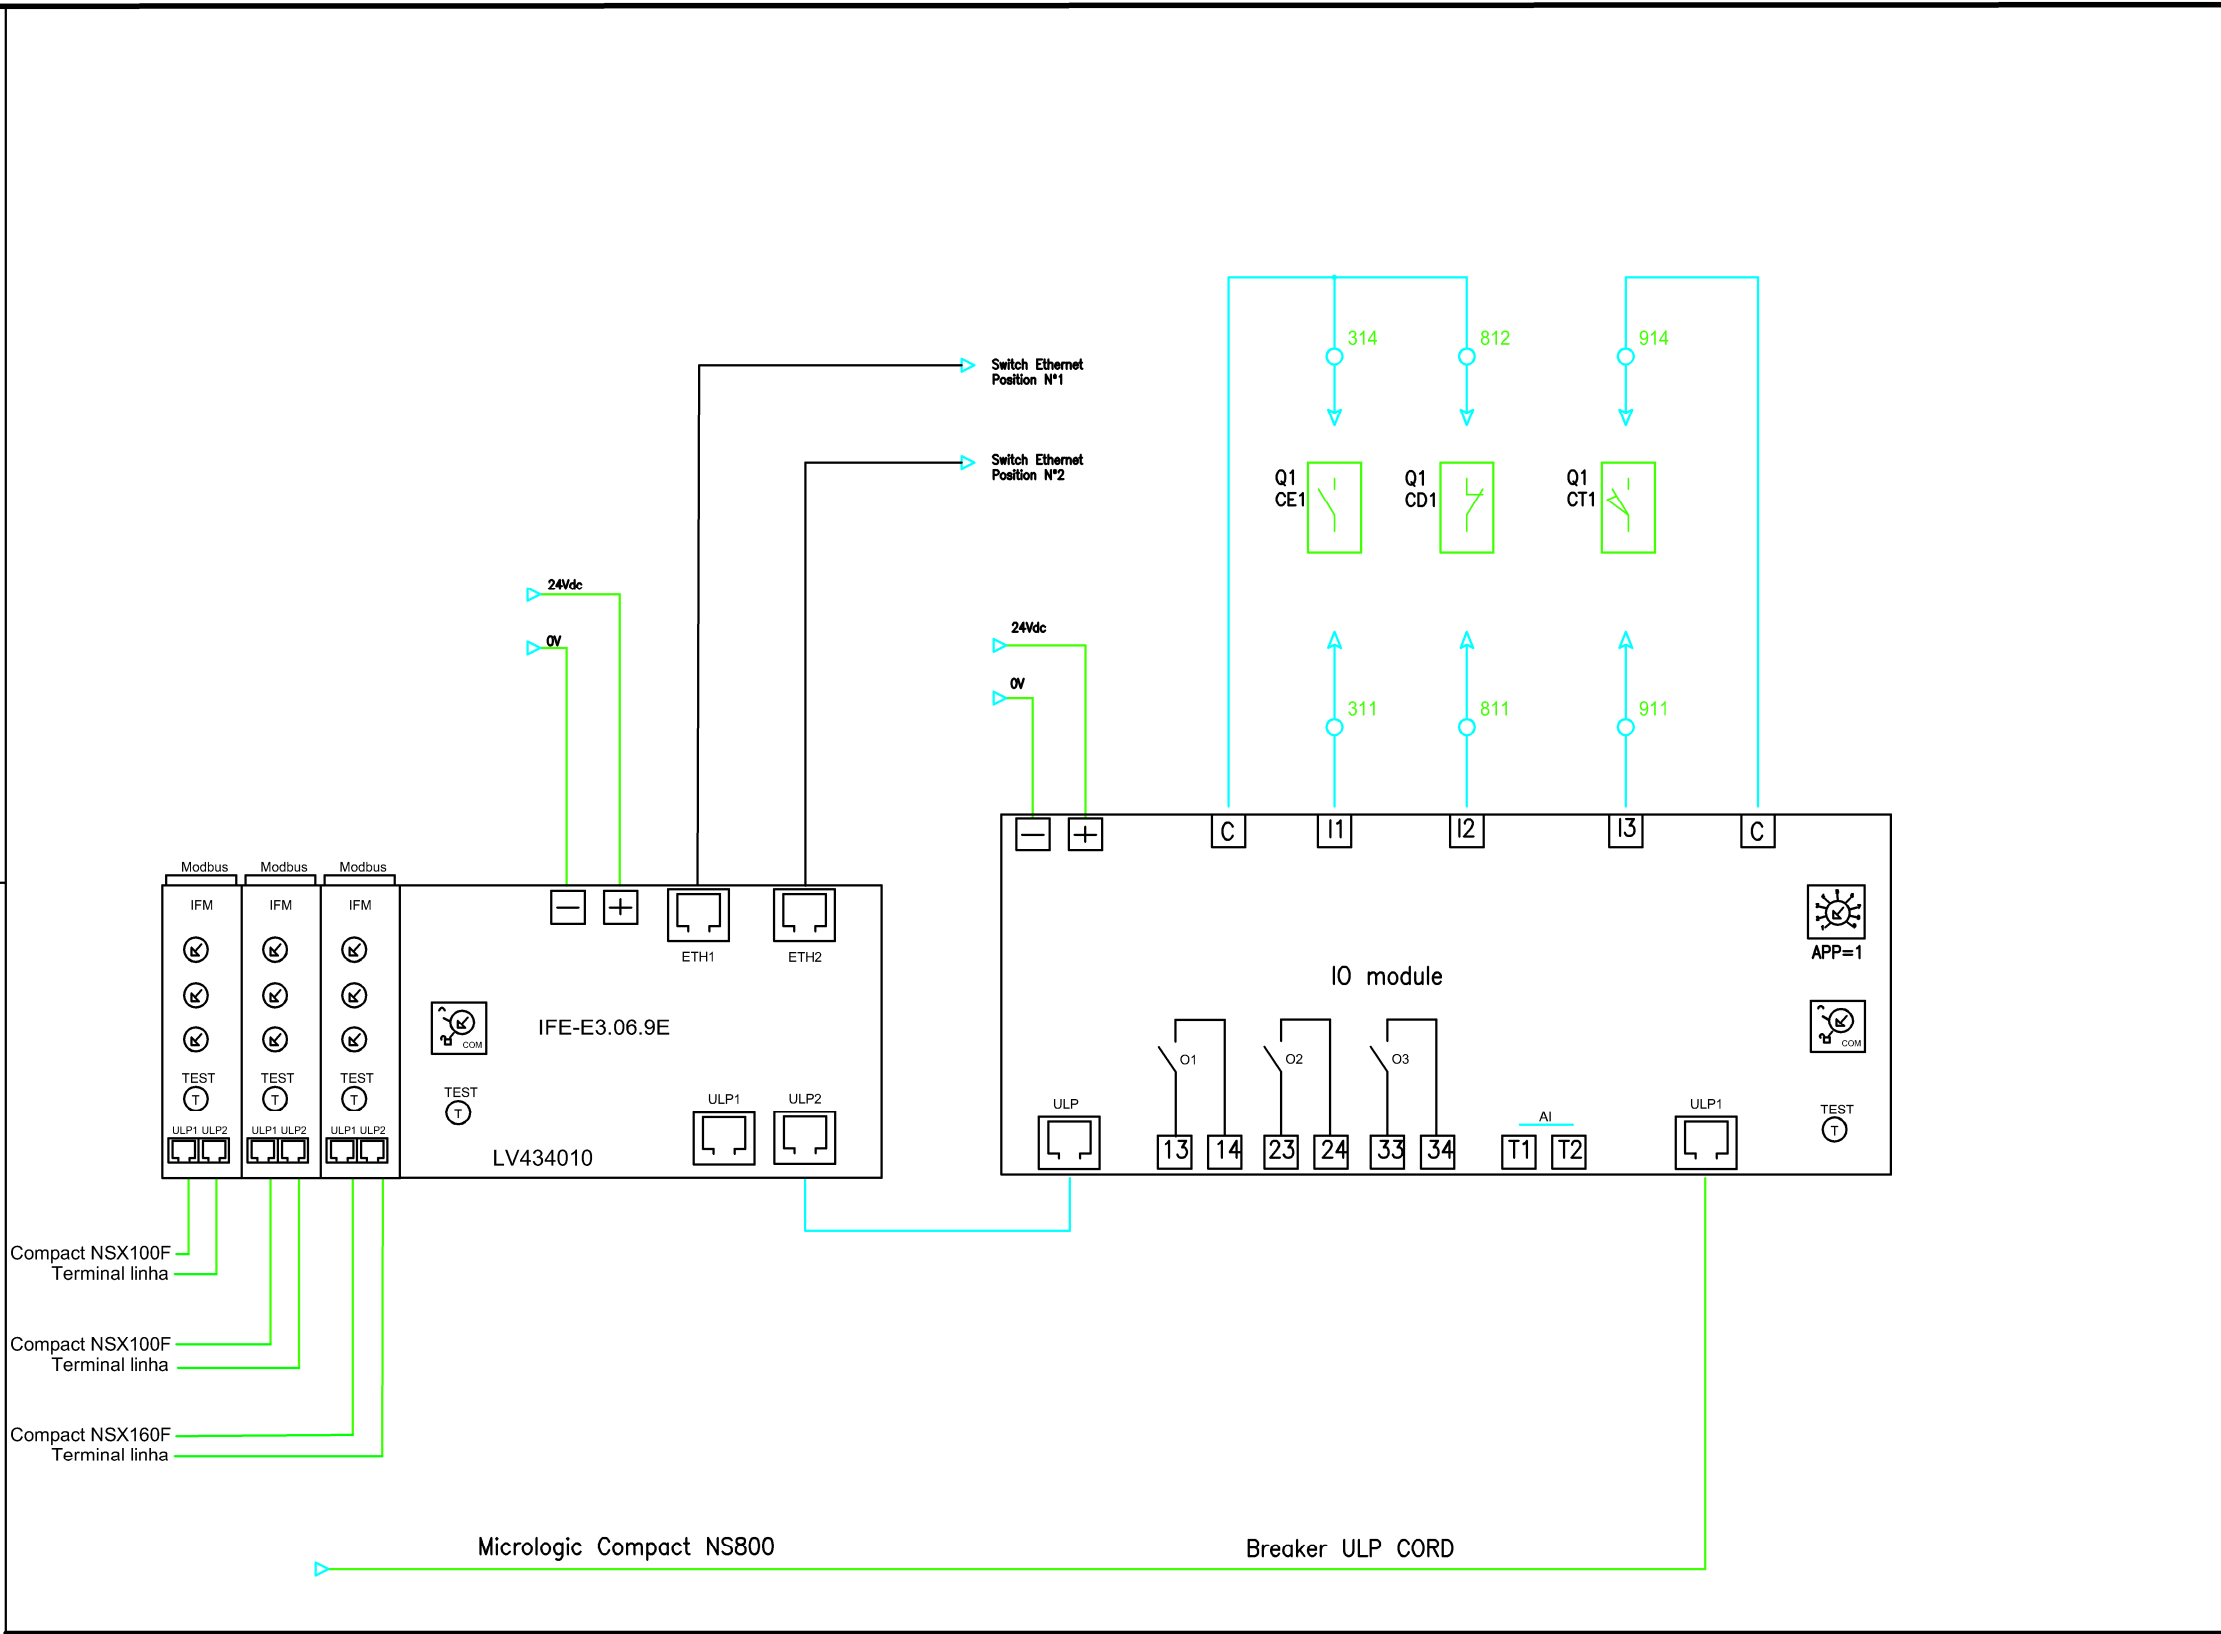 314
812
914
Switch Ethernet
Position N°1
Switch Ethernet
Position N°2
Q1
CE1
Q1
CD1
Q1
CT1
24Vdc
0V
24Vdc
0V
311
811
911
— + C I1 I2 I3 C
Modbus Modbus Modbus
IFM IFM IFM
— +
ETH1 ETH2
APP=1
IO module
IFE-E3.06.9E
COM
COM
O1 O2 O3
TEST TEST TEST
T T T
TEST
T
ULP1 ULP2
ULP
AI
ULP1
TEST
T
ULP1 ULP2 ULP1 ULP2 ULP1 ULP2
13 14 23 24 33 34 T1 T2
LV434010
Compact NSX100F
Terminal linha
Compact NSX100F
Terminal linha
Compact NSX160F
Terminal linha
Micrologic Compact NS800
Breaker ULP CORD